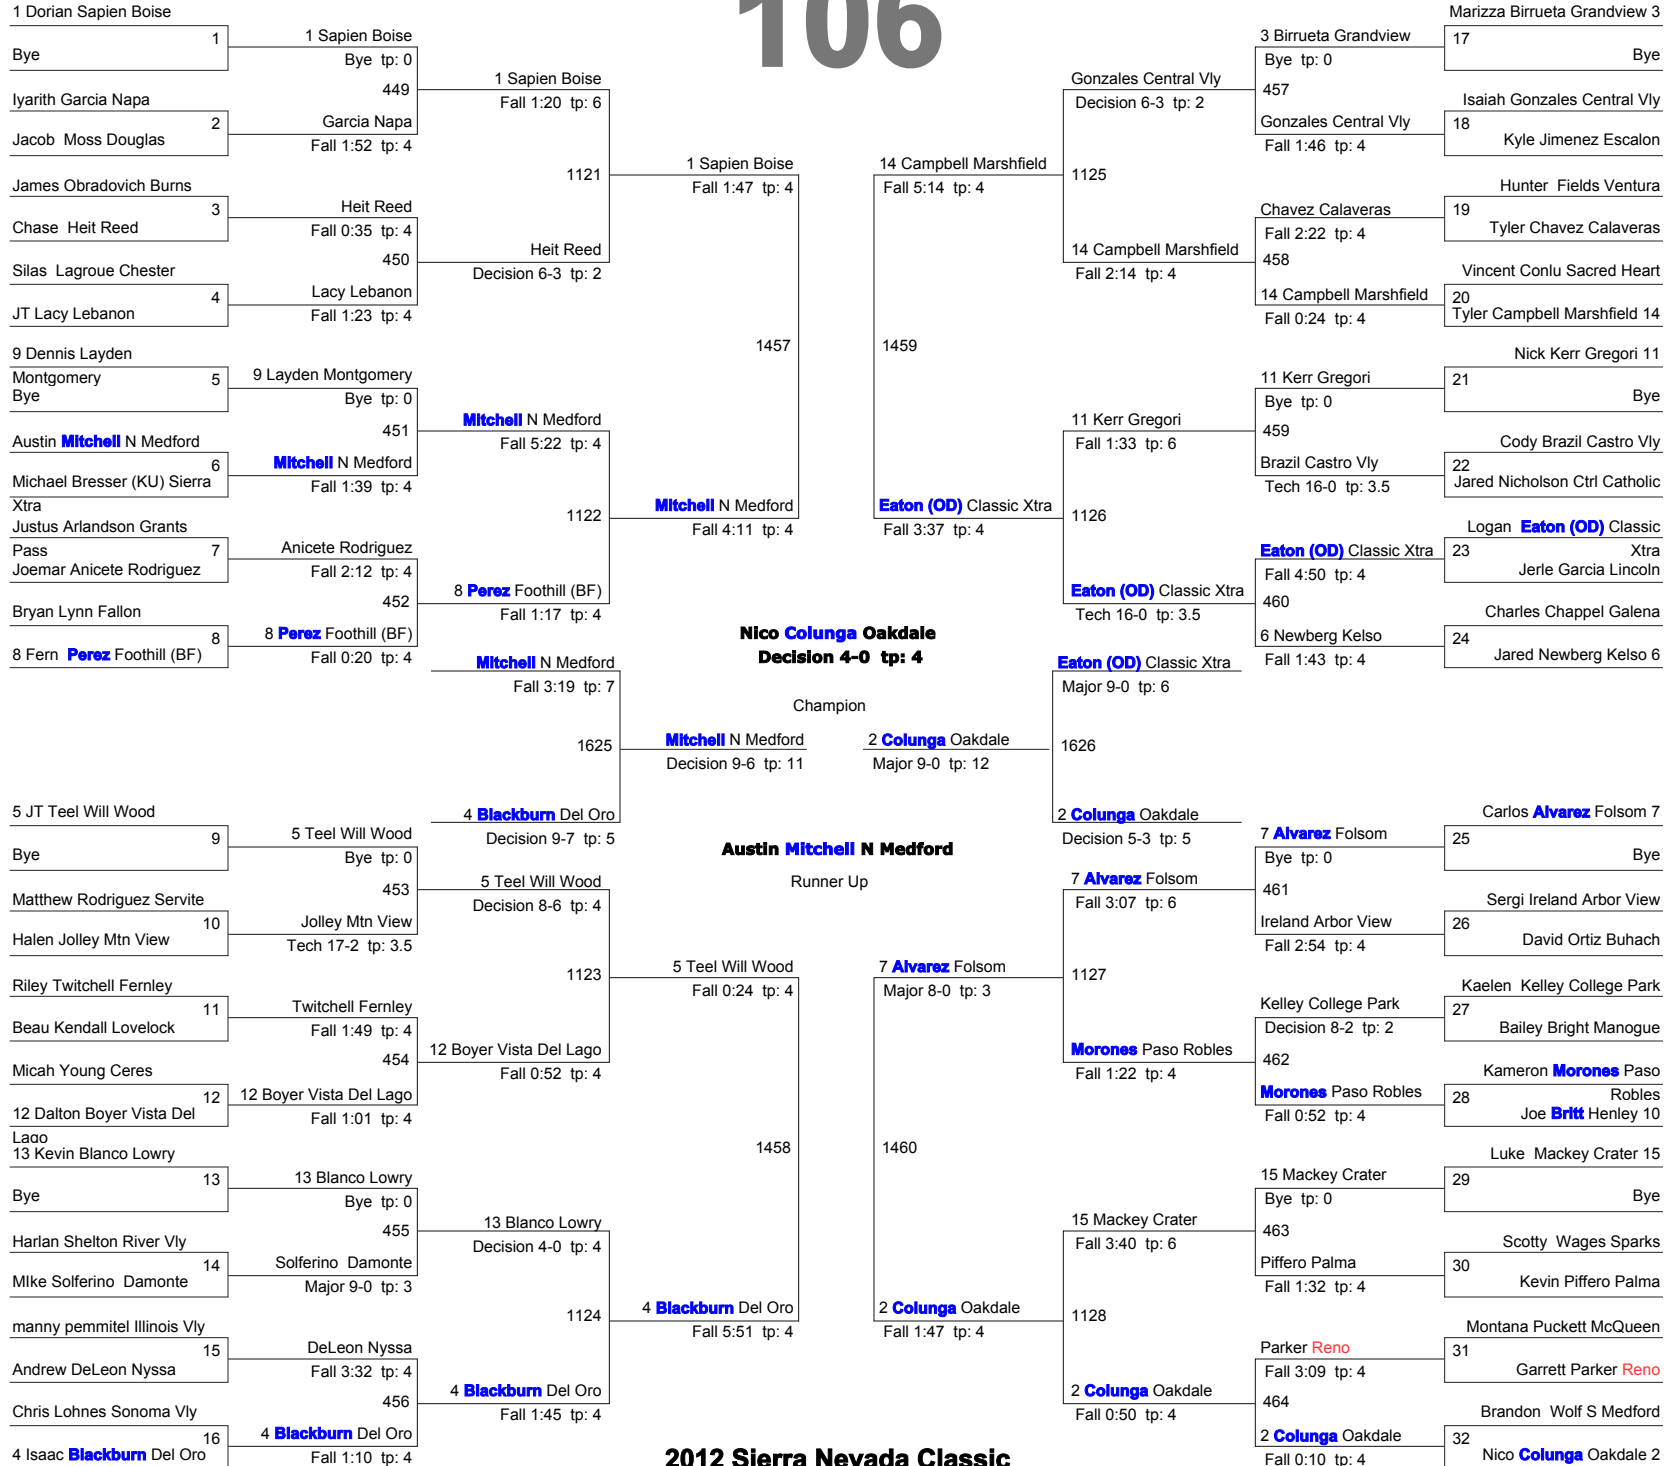 106
1 Dorian Sapien Boise
1
Bye
1 Sapien Boise
Bye tp: 0
449
Iyarith Garcia Napa
2
Jacob Moss Douglas
Garcia Napa
Fall 1:52 tp: 4
1 Sapien Boise
Fall 1:20 tp: 6
1121
James Obradovich Burns
3
Chase Heit Reed
Heit Reed
Fall 0:35 tp: 4
450
Silas Lagroue Chester
4
JT Lacy Lebanon
Lacy Lebanon
Fall 1:23 tp: 4
Heit Reed
Decision 6-3 tp: 2
1 Sapien Boise
Fall 1:47 tp: 4
1457
9 Dennis Layden
Montgomery
5
Bye
9 Layden Montgomery
Bye tp: 0
451
Austin Mitchell N Medford
6
Michael Bresser (KU) Sierra
Xtra
Mitchell N Medford
Fall 1:39 tp: 4
Mitchell N Medford
Fall 5:22 tp: 4
1122
Justus Arlandson Grants
Pass
7
Joemar Anicete Rodriguez
Anicete Rodriguez
Fall 2:12 tp: 4
452
Bryan Lynn Fallon
8
8 Fern Perez Foothill (BF)
8 Perez Foothill (BF)
Fall 0:20 tp: 4
8 Perez Foothill (BF)
Fall 1:17 tp: 4
Mitchell N Medford
Fall 4:11 tp: 4
Mitchell N Medford
Fall 3:19 tp: 7
1625
Mitchell N Medford
Decision 9-6 tp: 11
4 Blackburn Del Oro
Decision 9-7 tp: 5
5 JT Teel Will Wood
9
Bye
5 Teel Will Wood
Bye tp: 0
453
Matthew Rodriguez Servite
10
Halen Jolley Mtn View
Jolley Mtn View
Tech 17-2 tp: 3.5
5 Teel Will Wood
Decision 8-6 tp: 4
1123
Riley Twitchell Fernley
11
Beau Kendall Lovelock
Twitchell Fernley
Fall 1:49 tp: 4
454
Micah Young Ceres
12
12 Dalton Boyer Vista Del
Lago
12 Boyer Vista Del Lago
Fall 1:01 tp: 4
12 Boyer Vista Del Lago
Fall 0:52 tp: 4
5 Teel Will Wood
Fall 0:24 tp: 4
1458
13 Kevin Blanco Lowry
13
Bye
13 Blanco Lowry
Bye tp: 0
455
Harlan Shelton River Vly
14
MIke Solferino Damonte
Solferino Damonte
Major 9-0 tp: 3
13 Blanco Lowry
Decision 4-0 tp: 4
1124
manny pemmitel Illinois Vly
15
Andrew DeLeon Nyssa
DeLeon Nyssa
Fall 3:32 tp: 4
456
Chris Lohnes Sonoma Vly
16
4 Isaac Blackburn Del Oro
4 Blackburn Del Oro
Fall 1:10 tp: 4
4 Blackburn Del Oro
Fall 1:45 tp: 4
4 Blackburn Del Oro
Fall 5:51 tp: 4
Nico Colunga Oakdale
Decision 4-0 tp: 4
Champion
Austin Mitchell N Medford
Runner Up
Marizza Birrueta Grandview 3
17
Bye
3 Birrueta Grandview
Bye tp: 0
457
Isaiah Gonzales Central Vly
18
Kyle Jimenez Escalon
Gonzales Central Vly
Fall 1:46 tp: 4
Gonzales Central Vly
Decision 6-3 tp: 2
1125
Hunter Fields Ventura
19
Tyler Chavez Calaveras
Chavez Calaveras
Fall 2:22 tp: 4
458
Vincent Conlu Sacred Heart
20
Tyler Campbell Marshfield 14
14 Campbell Marshfield
Fall 0:24 tp: 4
14 Campbell Marshfield
Fall 2:14 tp: 4
14 Campbell Marshfield
Fall 5:14 tp: 4
1459
Nick Kerr Gregori 11
21
Bye
11 Kerr Gregori
Bye tp: 0
459
Cody Brazil Castro Vly
22
Jared Nicholson Ctrl Catholic
Brazil Castro Vly
Tech 16-0 tp: 3.5
11 Kerr Gregori
Fall 1:33 tp: 6
1126
Logan Eaton (OD) Classic
23
Xtra
Jerle Garcia Lincoln
Eaton (OD) Classic Xtra
Fall 4:50 tp: 4
460
Charles Chappel Galena
24
Jared Newberg Kelso 6
6 Newberg Kelso
Fall 1:43 tp: 4
Eaton (OD) Classic Xtra
Tech 16-0 tp: 3.5
Eaton (OD) Classic Xtra
Fall 3:37 tp: 4
Eaton (OD) Classic Xtra
Major 9-0 tp: 6
1626
2 Colunga Oakdale
Major 9-0 tp: 12
2 Colunga Oakdale
Decision 5-3 tp: 5
Carlos Alvarez Folsom 7
25
Bye
7 Alvarez Folsom
Bye tp: 0
461
Sergi Ireland Arbor View
26
David Ortiz Buhach
Ireland Arbor View
Fall 2:54 tp: 4
7 Alvarez Folsom
Fall 3:07 tp: 6
1127
Kaelen Kelley College Park
27
Bailey Bright Manogue
Kelley College Park
Decision 8-2 tp: 2
462
Kameron Morones Paso
Robles
28
Joe Britt Henley 10
Morones Paso Robles
Fall 0:52 tp: 4
Morones Paso Robles
Fall 1:22 tp: 4
7 Alvarez Folsom
Major 8-0 tp: 3
1460
Luke Mackey Crater 15
29
Bye
15 Mackey Crater
Bye tp: 0
463
Scotty Wages Sparks
30
Kevin Piffero Palma
Piffero Palma
Fall 1:32 tp: 4
15 Mackey Crater
Fall 3:40 tp: 6
1128
Montana Puckett McQueen
31
Garrett Parker Reno
Parker Reno
Fall 3:09 tp: 4
464
Brandon Wolf S Medford
32
Nico Colunga Oakdale 2
2 Colunga Oakdale
Fall 0:10 tp: 4
2 Colunga Oakdale
Fall 0:50 tp: 4
2 Colunga Oakdale
Fall 1:47 tp: 4
2012 Sierra Nevada Classic